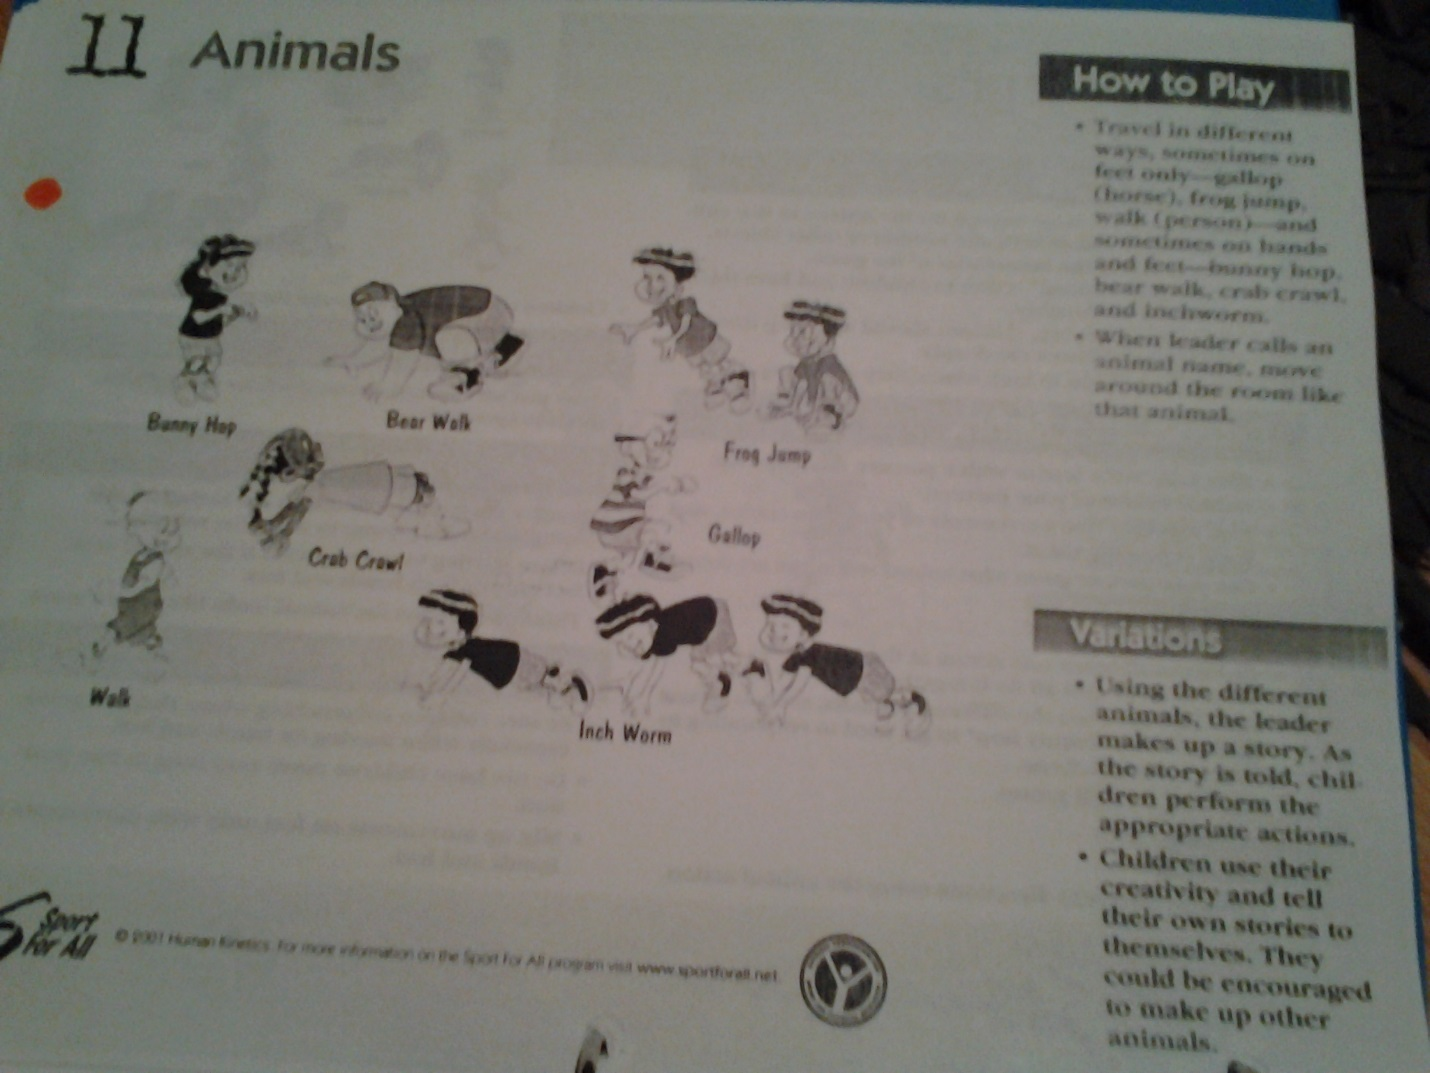 11 Animals
How to Play
• Travel in different
ways, sometimes on
feet only—gallop
(horse), frog jump,
walk (person)—and
sometimes on hands
and feet—bunny hop,
bear walk, crab crawl,
and inchworm.
• When leader calls an
animal name, move
around the room like
that animal.
Bunny Hop
Bear Walk
Frog Jump
Crab Crawl
Gallop
Walk
Inch Worm
Variations
• Using the different
animals, the leader
makes up a story. As
the story is told, chil-
dren perform the
appropriate actions.
• Children use their
creativity and tell
their own stories to
themselves. They
could be encouraged
to make up other
animals.
Sport
For All
© 2001 Human Kinetics. For more information on the Sport For All program visit www.sportforall.net